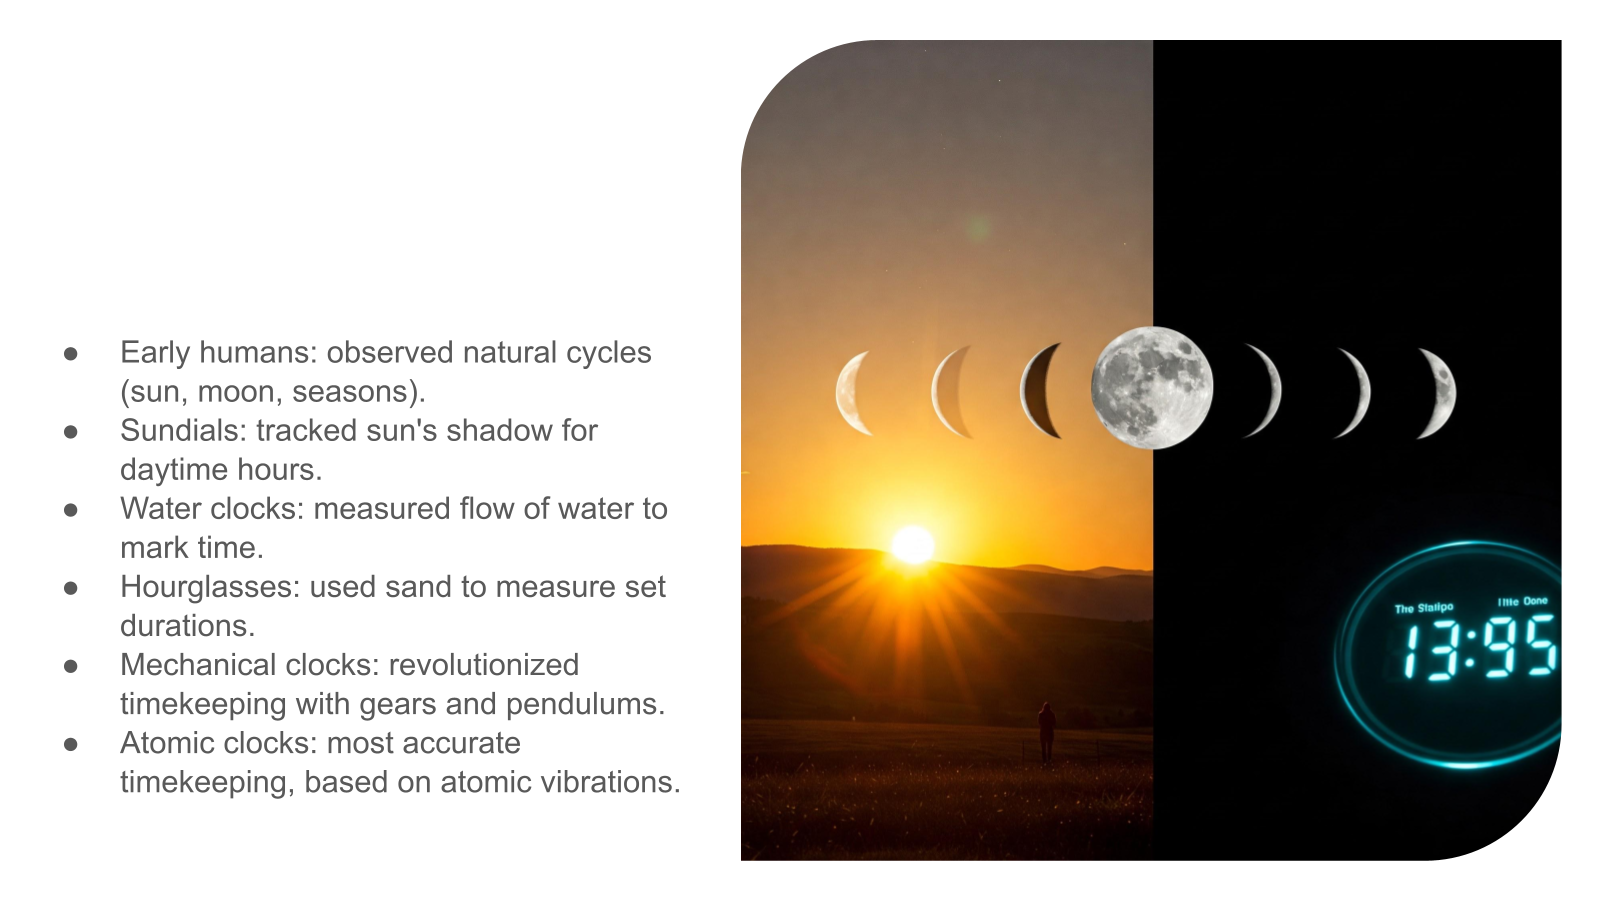 ● Early humans: observed natural cycles
(sun, moon, seasons).
● Sundials: tracked sun's shadow for
daytime hours.
● Water clocks: measured flow of water to
mark time.
● Hourglasses: used sand to measure set
durations.
● Mechanical clocks: revolutionized
timekeeping with gears and pendulums.
● Atomic clocks: most accurate
timekeeping, based on atomic vibrations.
The Done
13:95